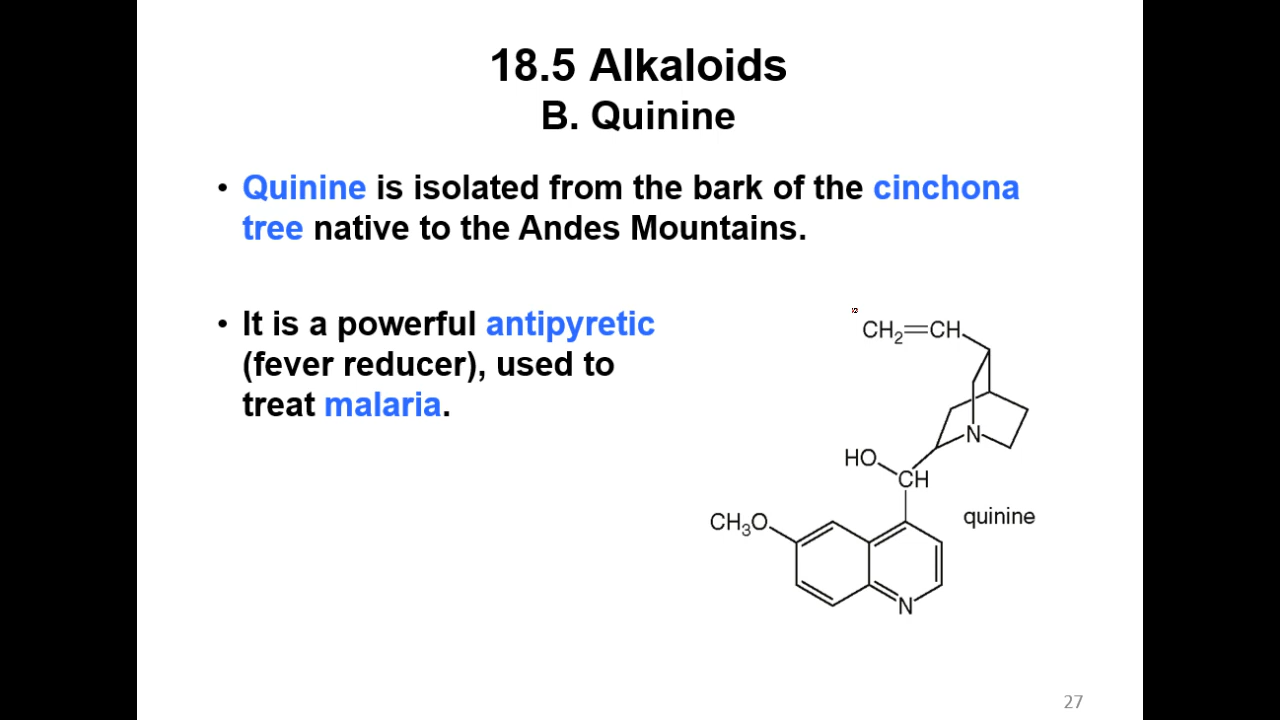 18.5 Alkaloids
B. Quinine
• Quinine is isolated from the bark of the cinchona
tree native to the Andes Mountains.
• It is a powerful antipyretic
(fever reducer), used to
treat malaria.
CH₂=CH
N
HO
CH
CH₃O
quinine
N
27